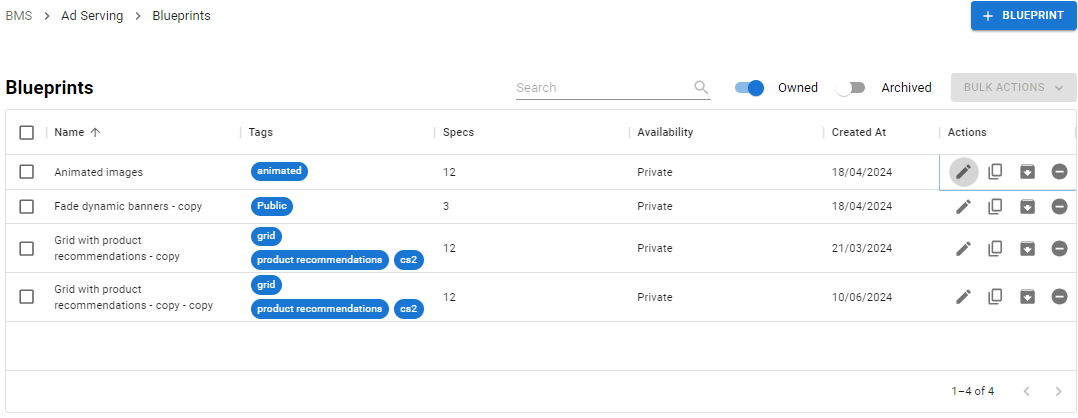 BMS > Ad Serving > Blueprints
+ BLUEPRINT
Blueprints
Search
Owned
Archived
BULK ACTIONS
Name
Tags
Specs
Availability
Created At
Actions
Animated images
animated
12
Private
18/04/2024
Fade dynamic banners - copy
Public
3
Private
18/04/2024
Grid with product
recommendations - copy
grid
product recommendations
cs2
12
Private
21/03/2024
Grid with product
recommendations - copy - copy
grid
product recommendations
cs2
12
Private
10/06/2024
1–4 of 4